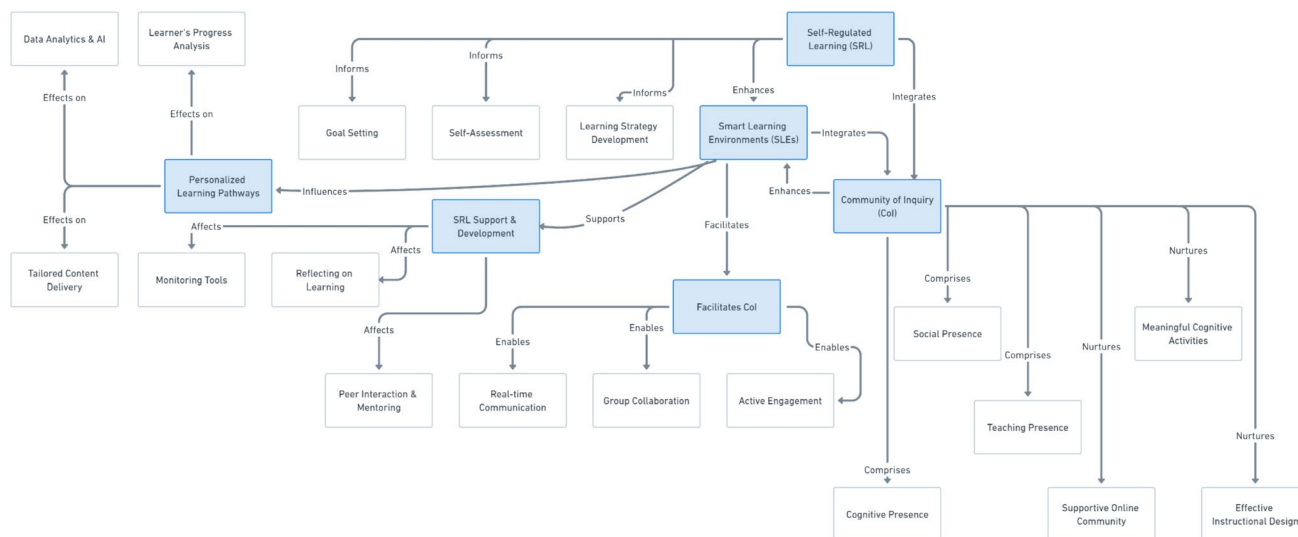 Data Analytics & AI
Learner's Progress
Analysis
Self-Regulated
Learning (SRL)
Informs
Informs
Informs
Enhances
Integrates
Effects on
Effects on
Goal Setting
Self-Assessment
Learning Strategy
Development
Smart Learning
Environments (SLEs)
Integrates
Personalized
Learning Pathways
Influences
Enhances
Community of Inquiry
(CoI)
Effects on
Affects
SRL Support &
Development
Supports
Facilitates
Affects
Tailored Content
Delivery
Monitoring Tools
Reflecting on
Learning
Comprises
Nurtures
Facilitates CoI
Affects
Enables
Enables
Enables
Social Presence
Meaningful Cognitive
Activities
Comprises
Nurtures
Peer Interaction &
Mentoring
Real-time
Communication
Group Collaboration
Active Engagement
Teaching Presence
Nurtures
Comprises
Cognitive Presence
Supportive Online
Community
Effective
Instructional Design